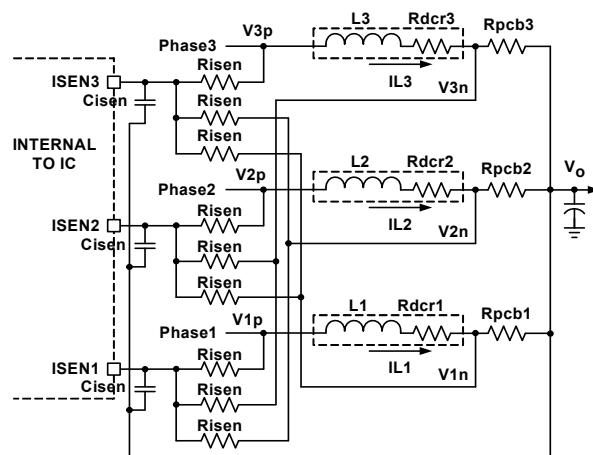 V3p
L3
Rdcr3
Rpcb3
Phase3
Risen
ISEN3
Cisen
Risen
IL3
V3n
Risen
INTERNAL
TO IC
V2p
L2
Rdcr2
Rpcb2
Vo
Phase2
Risen
ISEN2
Cisen
Risen
IL2
V2n
Risen
V1p
L1
Rdcr1
Rpcb1
Phase1
Risen
ISEN1
Cisen
Risen
IL1
V1n
Risen